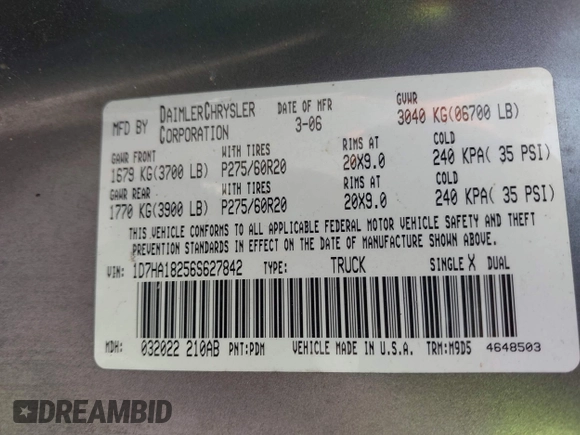 MFD BY DAIMLERCHRYSLER CORPORATION
DATE OF MFR 3-06
GVWR 3040 KG(06700 LB)
GAWR FRONT WITH TIRES RIMS AT COLD
1679 KG(3700 LB) P275/60R20 20X9.0 240 KPA( 35 PSI)
GAWR REAR WITH TIRES RIMS AT COLD
1770 KG(3900 LB) P275/60R20 20X9.0 240 KPA( 35 PSI)
THIS VEHICLE CONFORMS TO ALL APPLICABLE FEDERAL MOTOR VEHICLE SAFETY AND THEFT
PREVENTION STANDARDS IN EFFECT ON THE DATE OF MANUFACTURE SHOWN ABOVE.
VIN: 1D7HA18256S627842 TYPE: TRUCK SINGLE X DUAL
MDH: 032022 210AB PNT:PDM VEHICLE MADE IN U.S.A. TRM:M9D5 4648503
DREAMBID